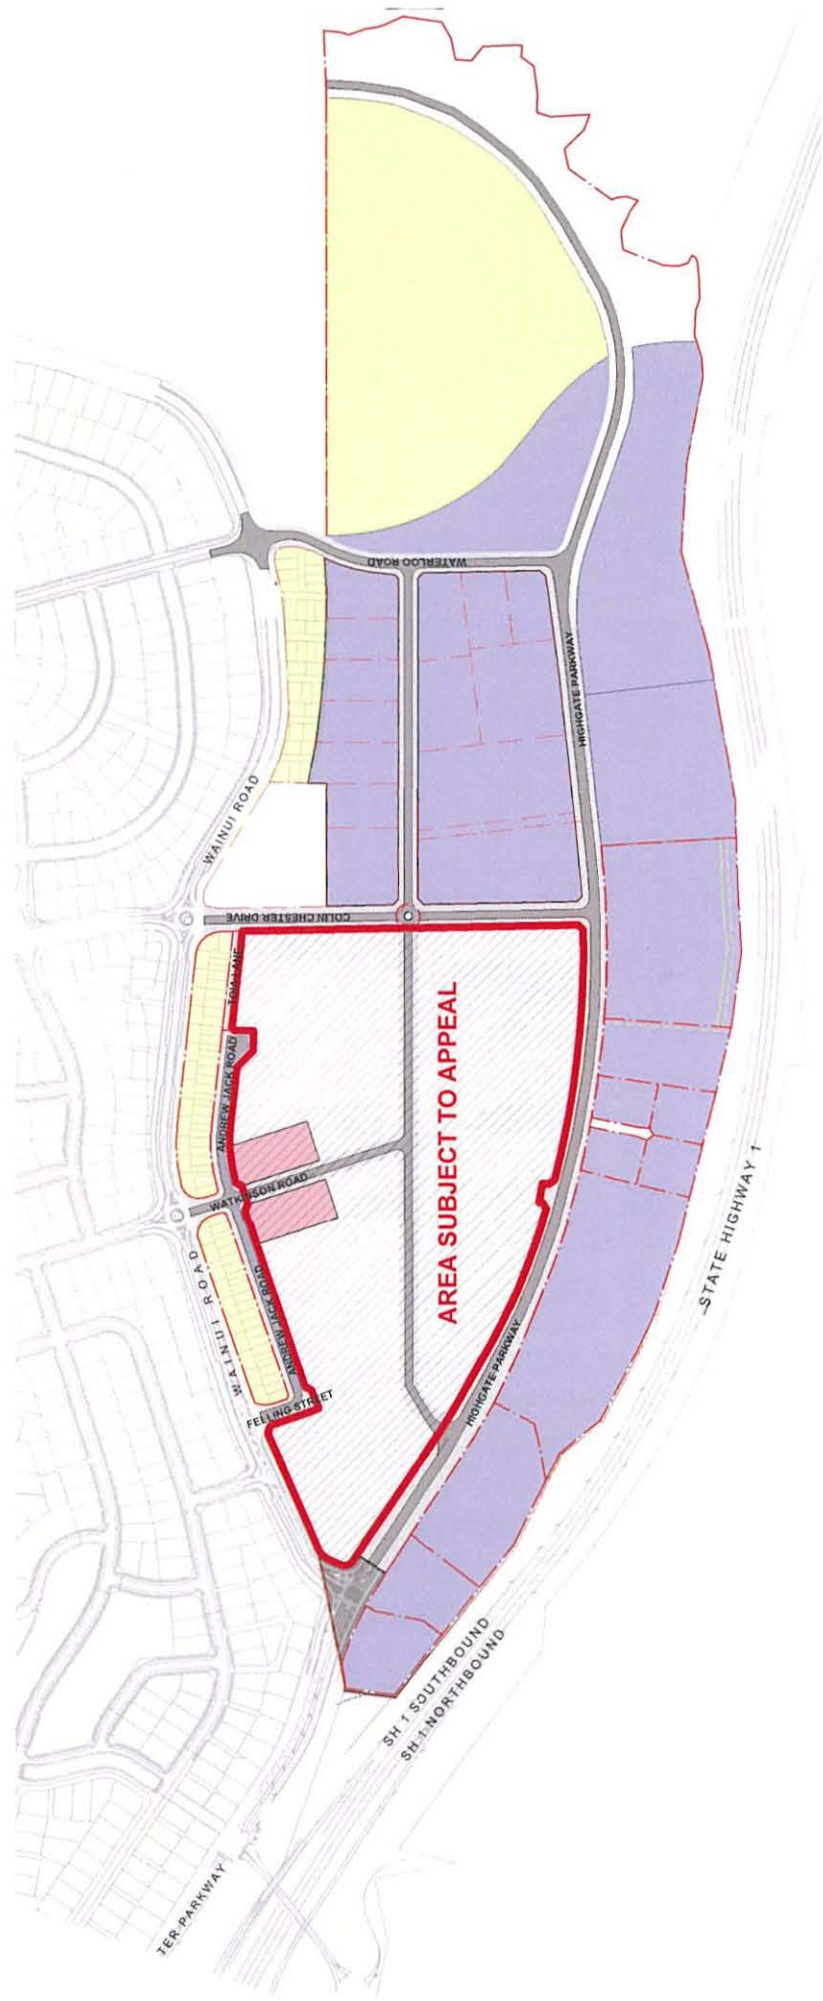 WATERLOO ROAD
HIGHGATE PARKWAY
WAINUI ROAD
COLIN CHESTER DRIVE
TOIA LANE
ANDREW JACK ROAD
AREA SUBJECT TO APPEAL
WATKINSON ROAD
STATE HIGHWAY 1
WAINUI ROAD
ANDREW JACK ROAD
HIGHGATE PARKWAY
FELLING STREET
SH 1 SOUTHBOUND
SH 1 NORTHBOUND
TER PARKWAY